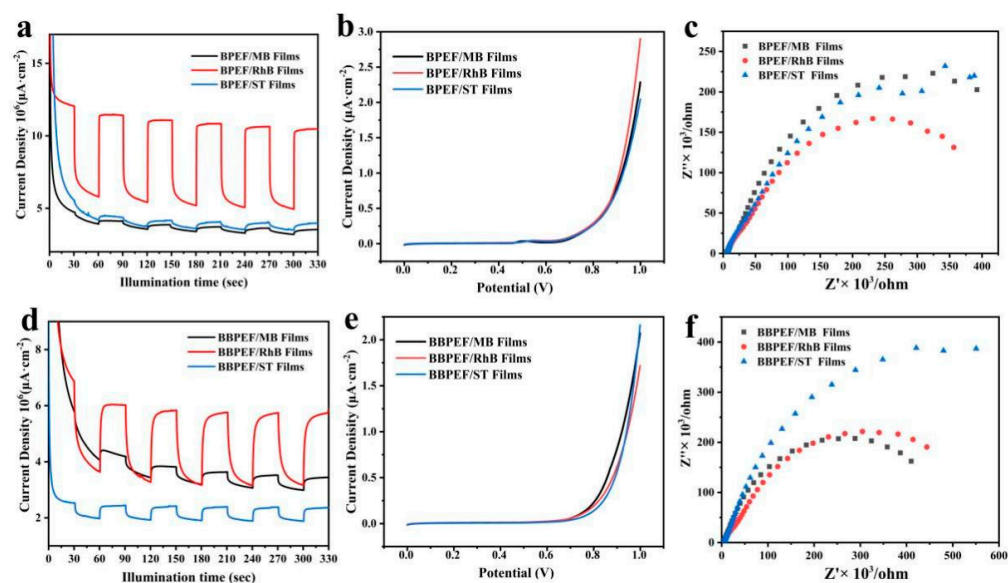 a
Current Density 10⁶(μA·cm⁻²)
15
10
5
BPEF/MB Films
BPEF/RhB Films
BPEF/ST Films
0 30 60 90 120 150 180 210 240 270 300 330
Illumination time (sec)
b
Current Denisity (μA·cm⁻²)
3.0
2.5
2.0
1.5
1.0
0.5
0.0
BPEF/MB Films
BPEF/RhB Films
BPEF/ST Films
0.0 0.2 0.4 0.6 0.8 1.0
Potential (V)
c
Z''× 10³/ohm
250
200
150
100
50
0
BPEF/MB Films
BPEF/RhB Films
BPEF/ST Films
0 50 100 150 200 250 300 350 400
Z'× 10³/ohm
d
Current Density 10⁶(μA·cm⁻²)
8
6
4
2
BBPEF/MB Films
BBPEF/RhB Films
BBPEF/ST Films
0 30 60 90 120 150 180 210 240 270 300 330
Illumination time (sec)
e
Current Density (μA·cm⁻²)
2.0
1.5
1.0
0.5
0.0
BBPEF/MB Films
BBPEF/RhB Films
BBPEF/ST Films
0.0 0.2 0.4 0.6 0.8 1.0
Potential (V)
f
Z''× 10³/ohm
400
300
200
100
0
BBPEF/MB Films
BBPEF/RhB Films
BBPEF/ST Films
0 100 200 300 400 500 600
Z'× 10³/ohm